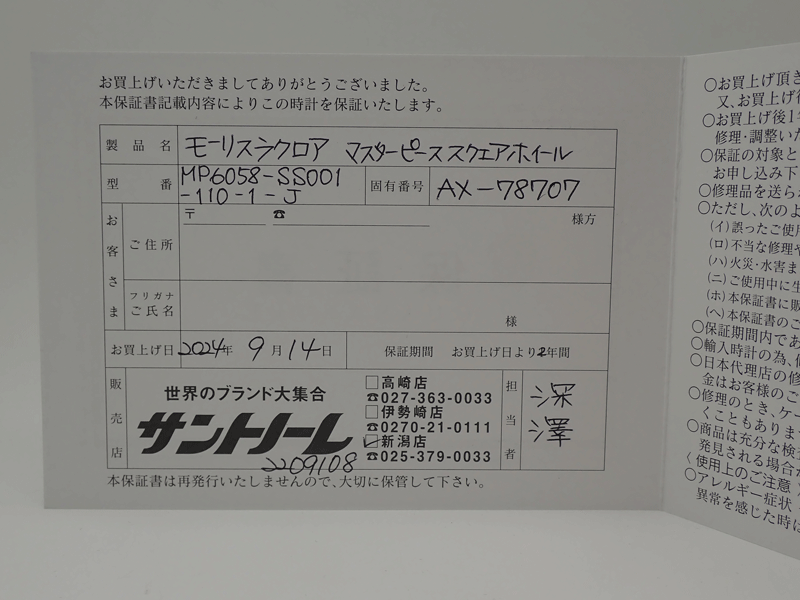 お買上げいただきましてありがとうございました。
本保証書記載内容によりこの時計を保証いたします。
製品名 モーリスラクロア マスターピース スクエアホイール
型番 MP6058-SS001
-110-1-J
固有番号 AX-78707
お客さま
ご住所 〒 ☎ 様方
フリガナ
ご氏名 様
お買上げ日 2024年 9月14日 保証期間 お買上げ日より2年間
販売店
世界のブランド大集合
サントノーレ
2209108
□高崎店
☎027-363-0033
□伊勢崎店
☎0270-21-0111
☑新潟店
☎025-379-0033
担当者 深澤
本保証書は再発行いたしませんので、大切に保管して下さい。
○お買上げ頂き
又、お買上げ後
○お買上げ後1
修理・調整いた
○保証の対象と
お申し込み下
○修理品を送ら
○ただし、次のよ
(イ)誤ったご使用
(ロ)不当な修理や
(ハ)火災・水害ま
(ニ)ご使用中に生
(ホ)本保証書に販
(ヘ)本保証書のご
○保証期間内であ
○輸入時計の為、個
○日本代理店の修
金はお客様のご
○修理のとき、ケー
くこともありま
○商品は充分な検
発見される場合
〈使用上のご注意
○アレルギー症状・
異常を感じた時は